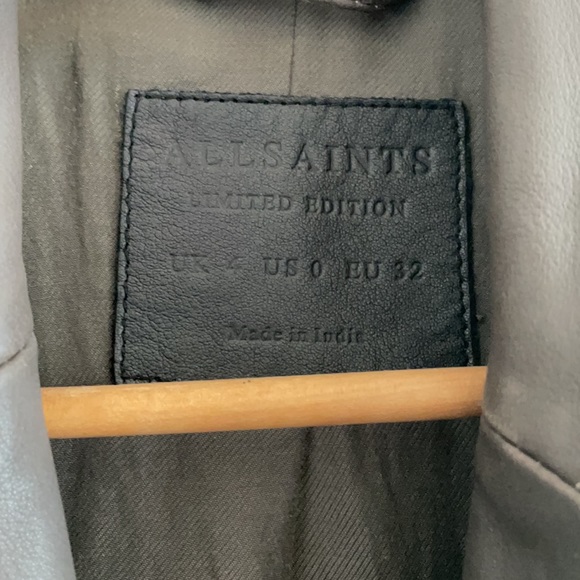 ALLSAINTS
LIMITED EDITION
UK 4 US 0 EU 32
Made in India